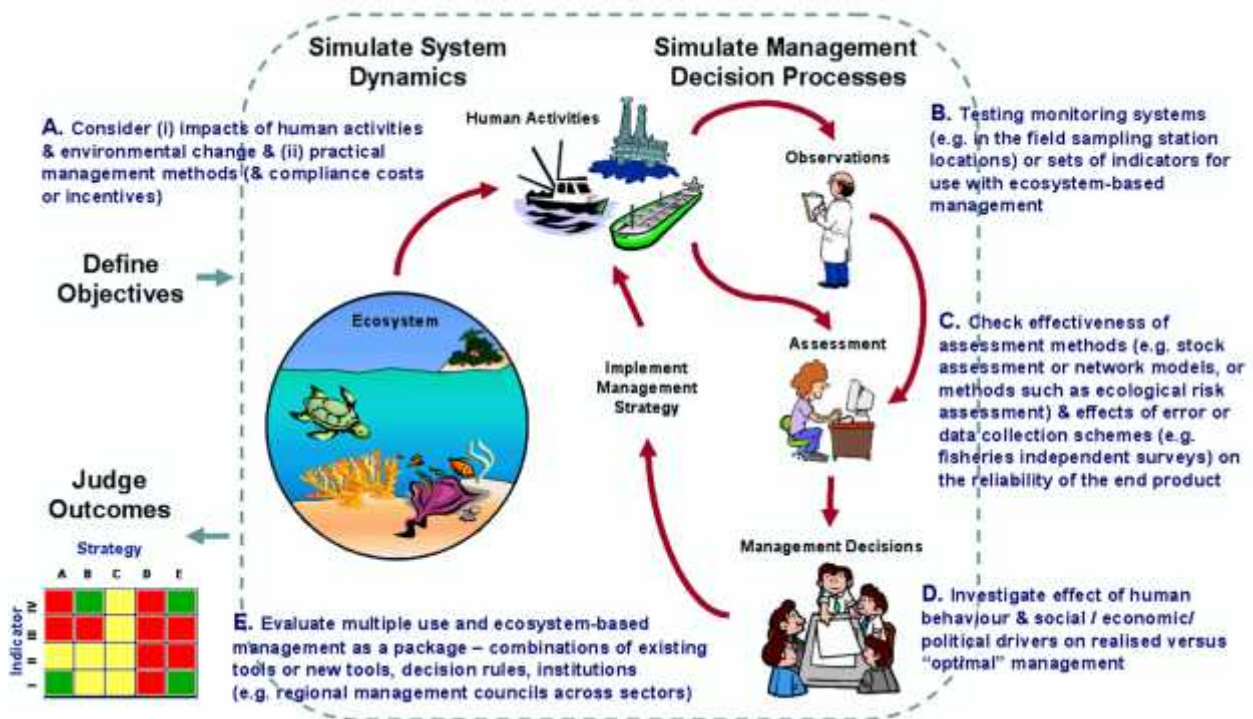 Simulate System
Dynamics
Simulate Management
Decision Processes
A. Consider (i) impacts of human activities
& environmental change & (ii) practical
management methods (& compliance costs
or incentives)
Human Activities
Observations
B. Testing monitoring systems
(e.g. in the field sampling station
locations) or sets of indicators for
use with ecosystem-based
management
Define
Objectives
Ecosystem
Assessment
C. Check effectiveness of
assessment methods (e.g. stock
assessment or network models, or
methods such as ecological risk
assessment) & effects of error or
data collection schemes (e.g.
fisheries independent surveys) on
the reliability of the end product
Implement
Management
Strategy
Judge
Outcomes
Strategy
A B C D E
Indicator
IV
III
II
I
Management Decisions
D. Investigate effect of human
behaviour & social / economic/
political drivers on realised versus
“optimal” management
E. Evaluate multiple use and ecosystem-based
management as a package – combinations of existing
tools or new tools, decision rules, institutions
(e.g. regional management councils across sectors)